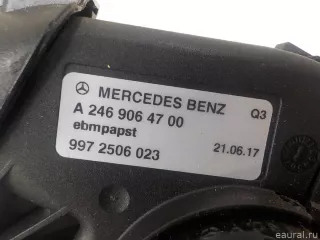 MERCEDES BENZ Q3
A 246 906 47 00
ebmpapst 21.06.17
997 2506 023
eaural.ru